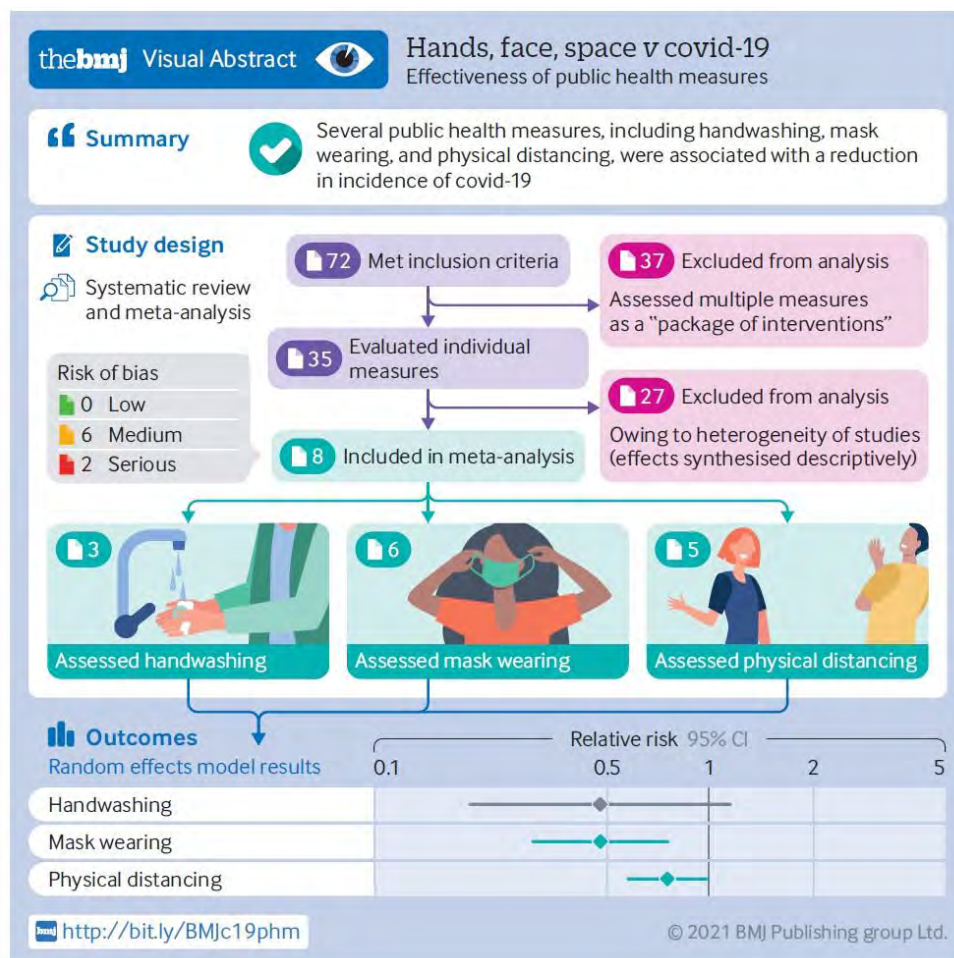 thebmj Visual Abstract
Hands, face, space v covid-19
Effectiveness of public health measures
Summary
Several public health measures, including handwashing, mask
wearing, and physical distancing, were associated with a reduction
in incidence of covid-19
Study design
Systematic review
and meta-analysis
72 Met inclusion criteria
37 Excluded from analysis
Assessed multiple measures
as a "package of interventions"
35 Evaluated individual
measures
27 Excluded from analysis
Owing to heterogeneity of studies
(effects synthesised descriptively)
Risk of bias
0 Low
6 Medium
2 Serious
8 Included in meta-analysis
3
Assessed handwashing
6
Assessed mask wearing
5
Assessed physical distancing
Outcomes
Random effects model results
Relative risk 95% CI
0.1 0.5 1 2 5
Handwashing
Mask wearing
Physical distancing
bmj http://bit.ly/BMJc19phm
© 2021 BMJ Publishing group Ltd.